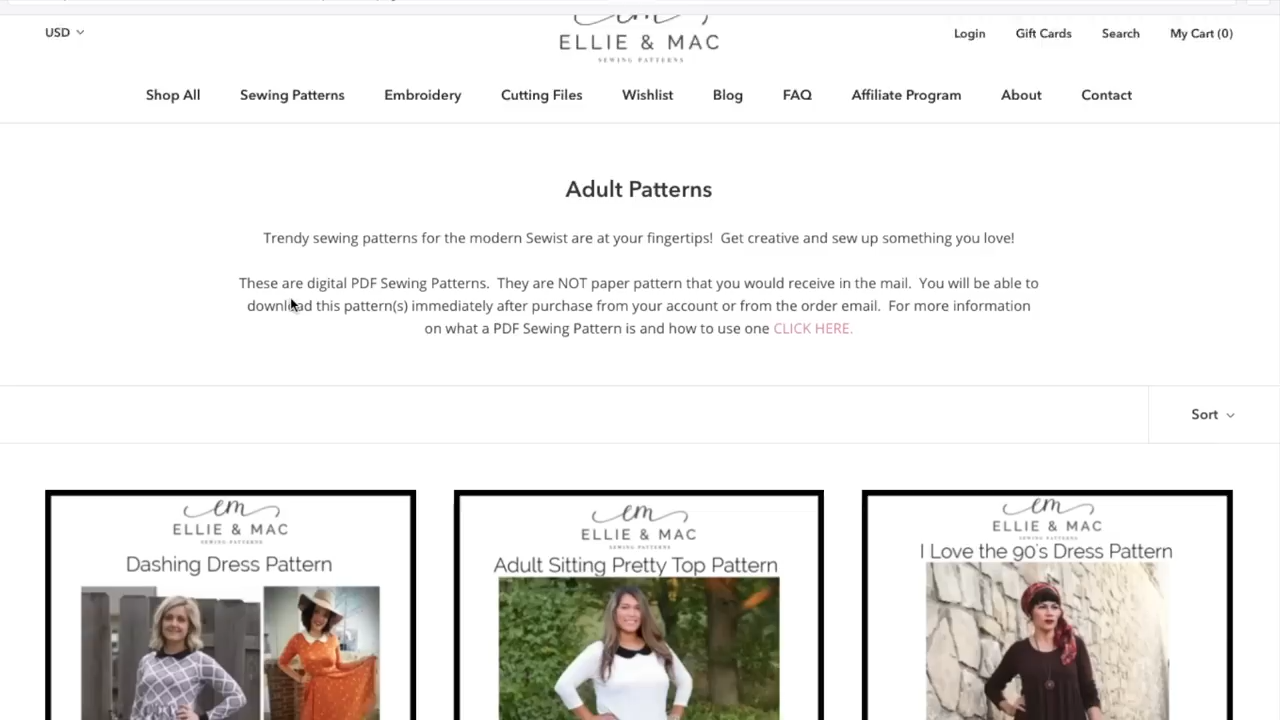 USD
em
ELLIE & MAC
SEWING PATTERNS
Login Gift Cards Search My Cart (0)
Shop All Sewing Patterns Embroidery Cutting Files Wishlist Blog FAQ Affiliate Program About Contact
Adult Patterns
Trendy sewing patterns for the modern Sewist are at your fingertips! Get creative and sew up something you love!
These are digital PDF Sewing Patterns. They are NOT paper pattern that you would receive in the mail. You will be able to
download this pattern(s) immediately after purchase from your account or from the order email. For more information
on what a PDF Sewing Pattern is and how to use one CLICK HERE.
Sort
em
ELLIE & MAC
SEWING PATTERNS
Dashing Dress Pattern
em
ELLIE & MAC
SEWING PATTERNS
Adult Sitting Pretty Top Pattern
em
ELLIE & MAC
SEWING PATTERNS
I Love the 90's Dress Pattern